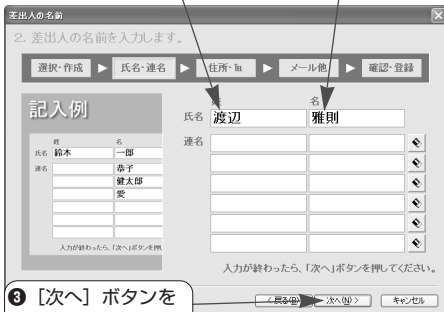 差出人の名前
2. 差出人の名前を入力します。
選択・作成 ▶ 氏名・連名 ▶ 住所・℡ ▶ メール他 ▶ 確認・登録
記入例
姓 名
氏名 鈴木 一郎
連名 恭子
健太郎
愛
入力が終わったら、「次へ」ボタンを押
姓 名
氏名 渡辺 雅則
連名
入力が終わったら、「次へ」ボタンを押してください。
❸ [次へ] ボタンを
< 戻る(P) 次へ(N) > キャンセル